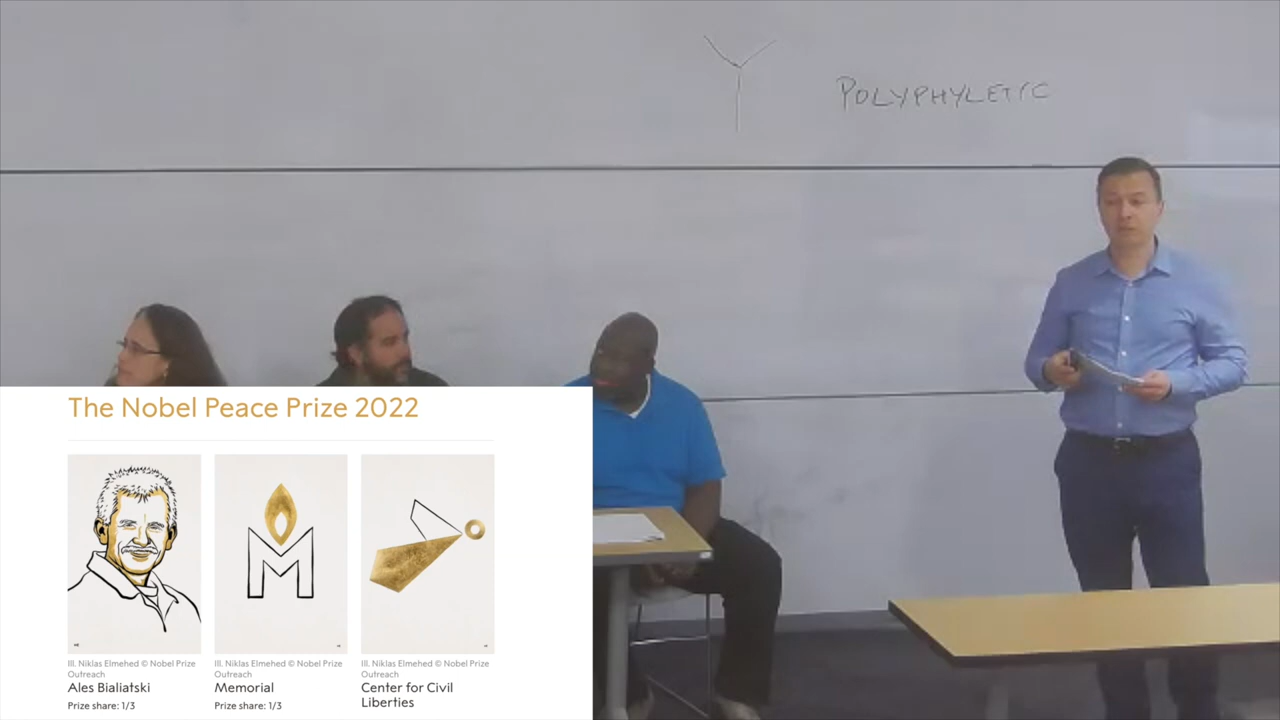 POLYPHYLETIC
The Nobel Peace Prize 2022
Ill. Niklas Elmehed © Nobel Prize
Outreach
Ales Bialiatski
Prize share: 1/3
Ill. Niklas Elmehed © Nobel Prize
Outreach
Memorial
Prize share: 1/3
Ill. Niklas Elmehed © Nobel Prize
Outreach
Center for Civil
Liberties